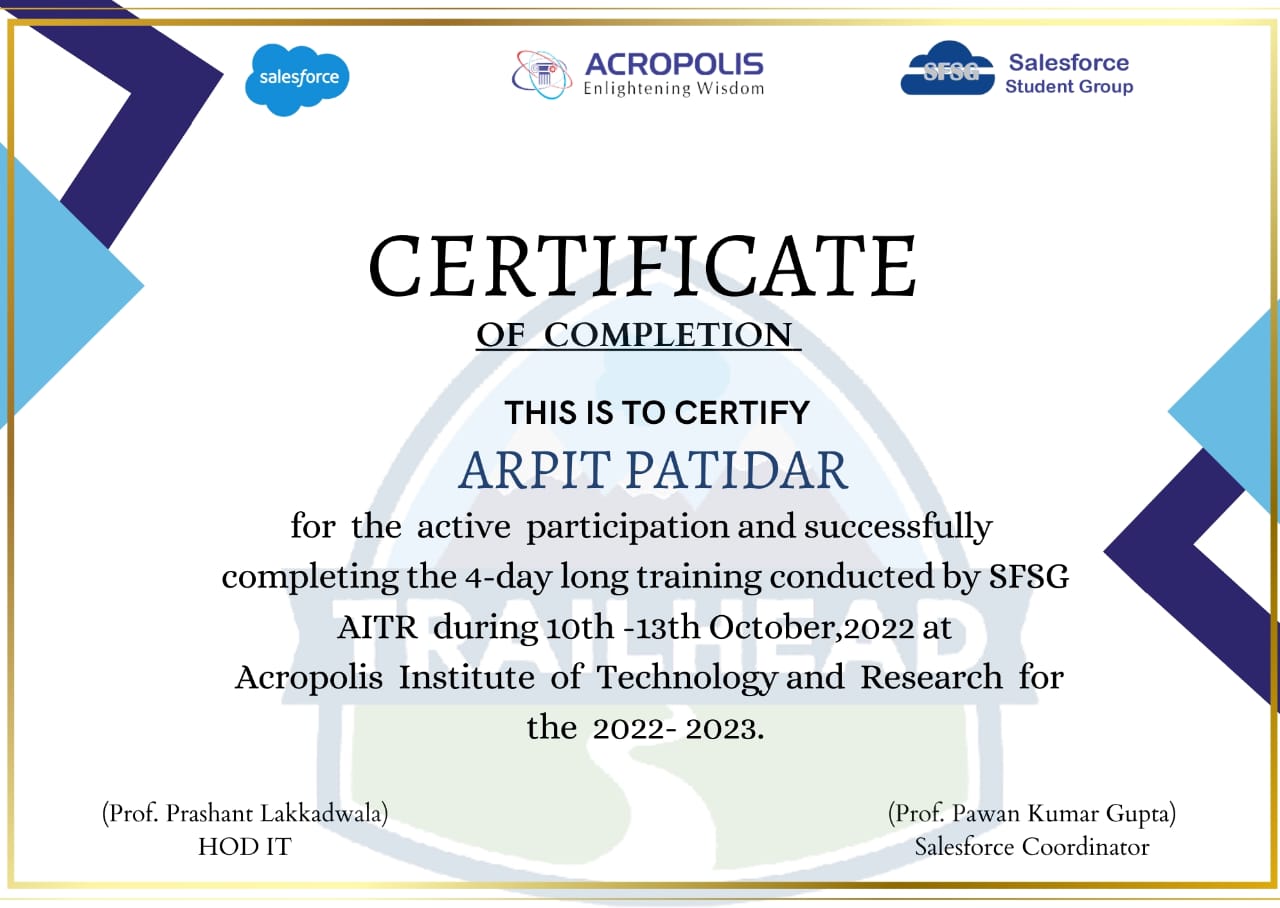 salesforce
ACROPOLIS
Enlightening Wisdom
SFSG
Salesforce
Student Group
CERTIFICATE
OF COMPLETION
THIS IS TO CERTIFY
ARPIT PATIDAR
for the active participation and successfully
completing the 4-day long training conducted by SFSG
AITR during 10th -13th October,2022 at
TRAILHEAD
Acropolis Institute of Technology and Research for
the 2022- 2023.
(Prof. Prashant Lakkadwala)
HOD IT
(Prof. Pawan Kumar Gupta)
Salesforce Coordinator